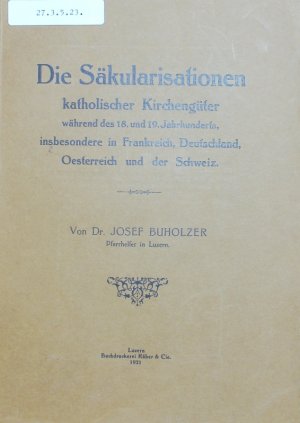 27.3.5.23.
Die Säkularisationen
katholischer Kirchengüter
während des 18. und 19. Jahrhunderts,
insbesondere in Frankreich, Deutschland,
Oesterreich und der Schweiz.
Von Dr. JOSEF BUHOLZER
Pfarrhelfer in Luzern.
Luzern
Buchdruckerei Räber & Cie.
1921